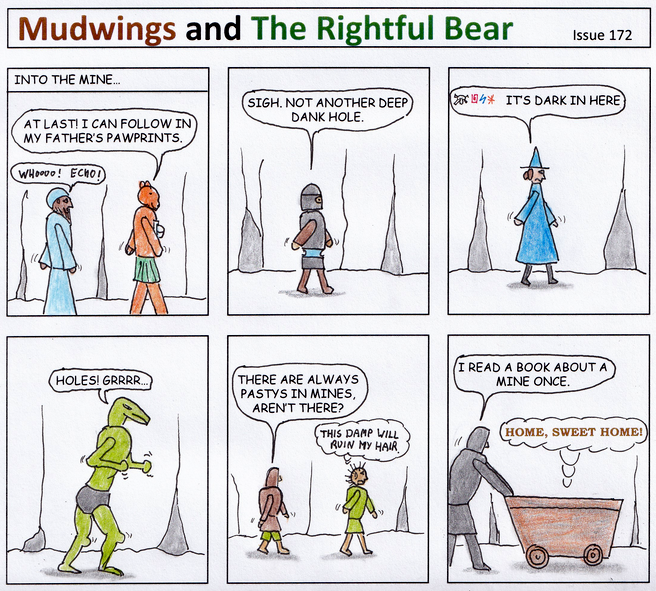 Mudwings and The Rightful Bear
Issue 172
INTO THE MINE...
AT LAST! I CAN FOLLOW IN
MY FATHER'S PAWPRINTS.
WHOOOO! ECHO!
SIGH. NOT ANOTHER DEEP
DANK HOLE.
IT'S DARK IN HERE
HOLES! GRRRR...
THERE ARE ALWAYS
PASTYS IN MINES,
AREN'T THERE?
THIS DAMP WILL
RUIN MY HAIR.
I READ A BOOK ABOUT A
MINE ONCE.
HOME, SWEET HOME!